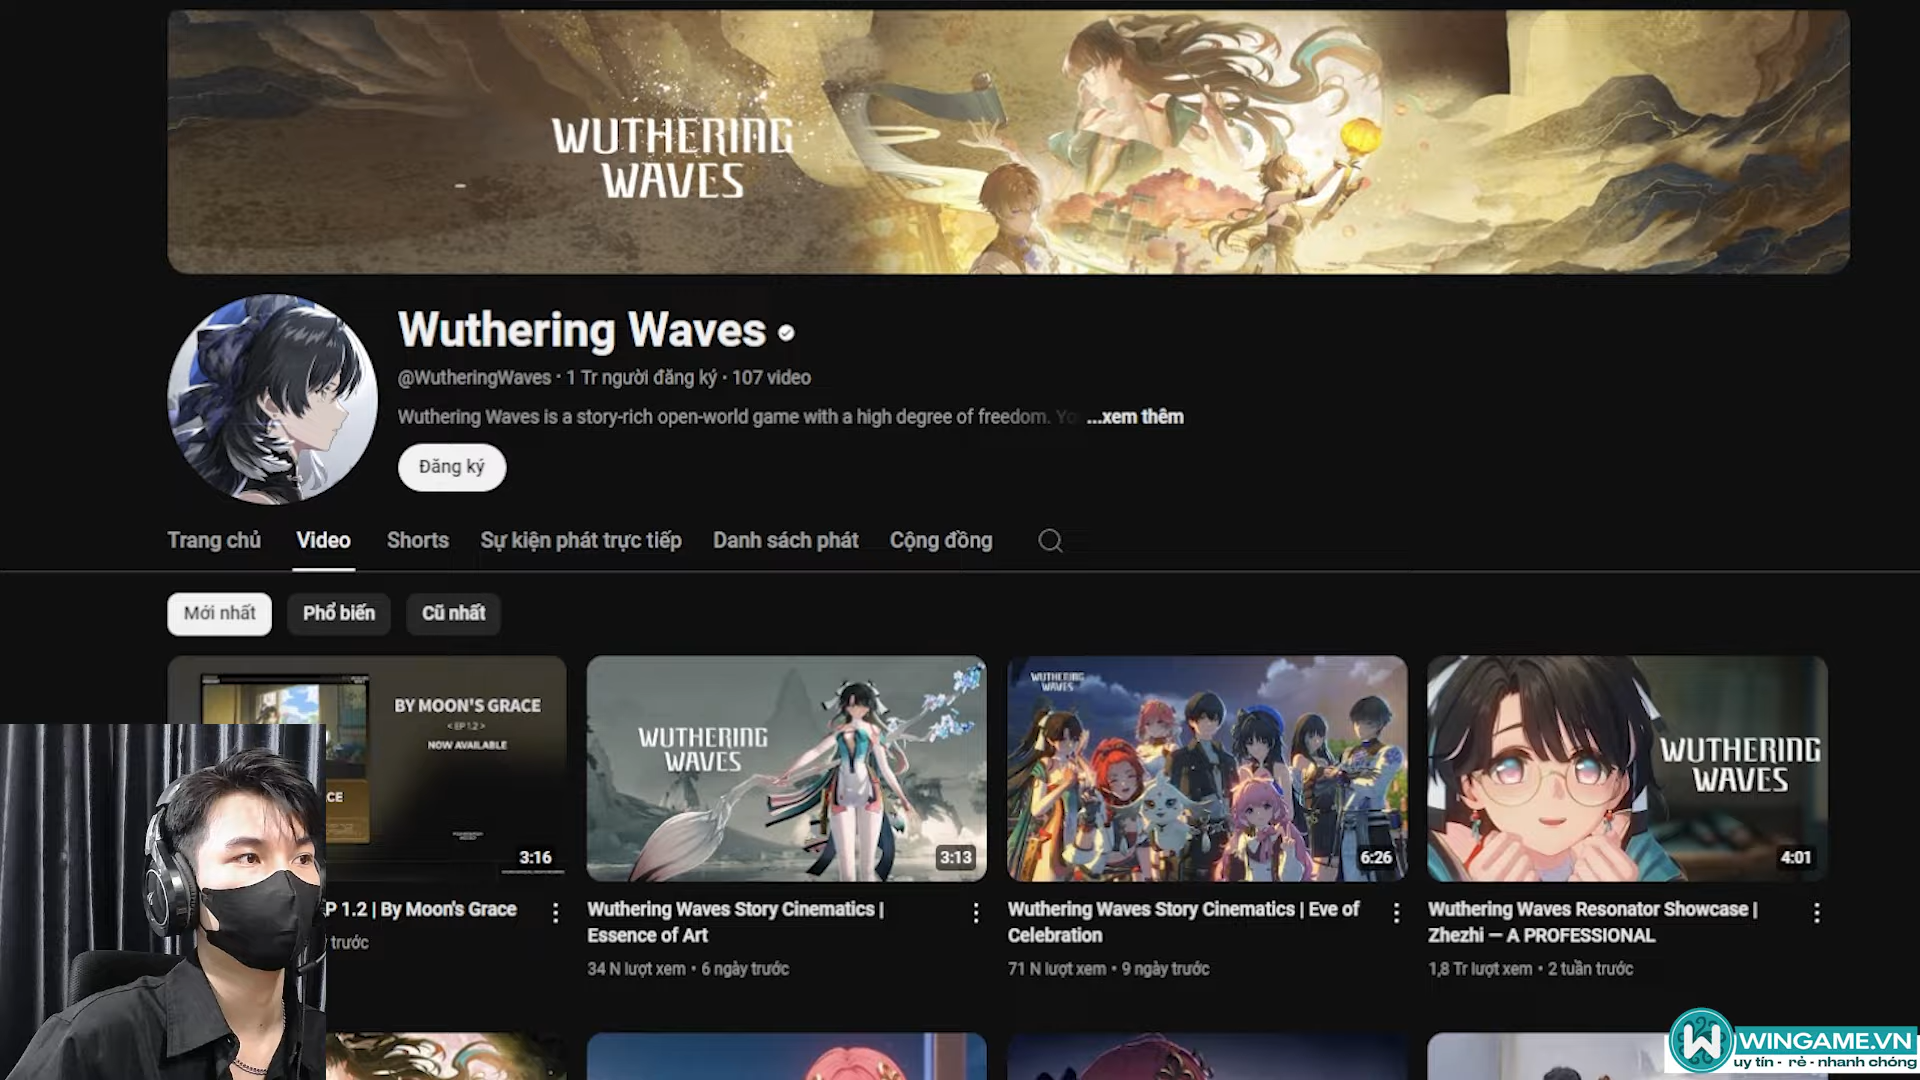 WUTHERING
WAVES
Wuthering Waves
@WutheringWaves · 1 Tr người đăng ký · 107 video
Wuthering Waves is a story-rich open-world game with a high degree of freedom. Yo ...xem thêm
Đăng ký
Trang chủ Video Shorts Sự kiện phát trực tiếp Danh sách phát Cộng đồng
Mới nhất Phổ biến Cũ nhất
BY MOON'S GRACE
< EP 1.2 >
NOW AVAILABLE
CE
3:16
WUTHERING
WAVES
3:13
WUTHERING
WAVES
6:26
WUTHERING
WAVES
4:01
P 1.2 | By Moon's Grace
trước
Wuthering Waves Story Cinematics |
Essence of Art
34 N lượt xem • 6 ngày trước
Wuthering Waves Story Cinematics | Eve of
Celebration
71 N lượt xem • 9 ngày trước
Wuthering Waves Resonator Showcase |
Zhezhi — A PROFESSIONAL
1,8 Tr lượt xem • 2 tuần trước
WINGAME.VN
uy tín - rẻ - nhanh chóng